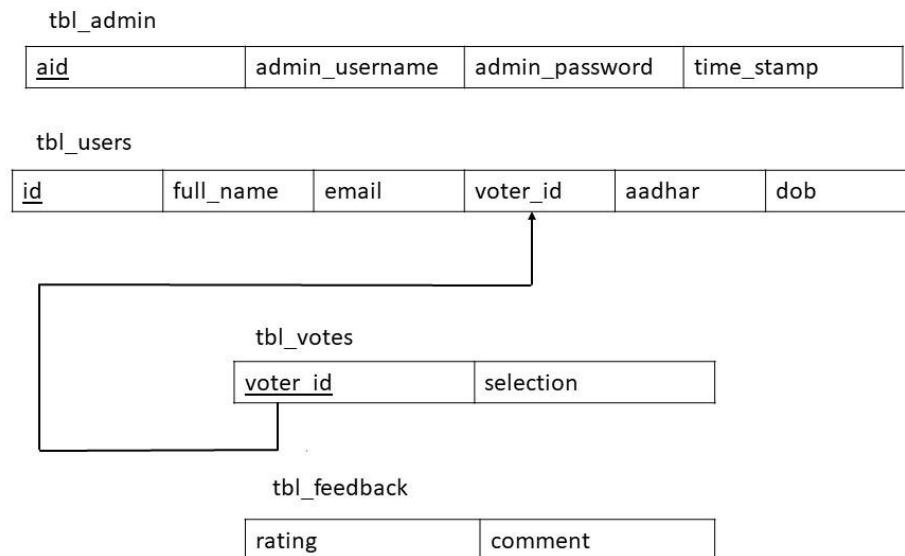 tbl_admin
aid admin_username admin_password time_stamp
tbl_users
id full_name email voter_id aadhar dob
tbl_votes
voter_id selection
tbl_feedback
rating comment